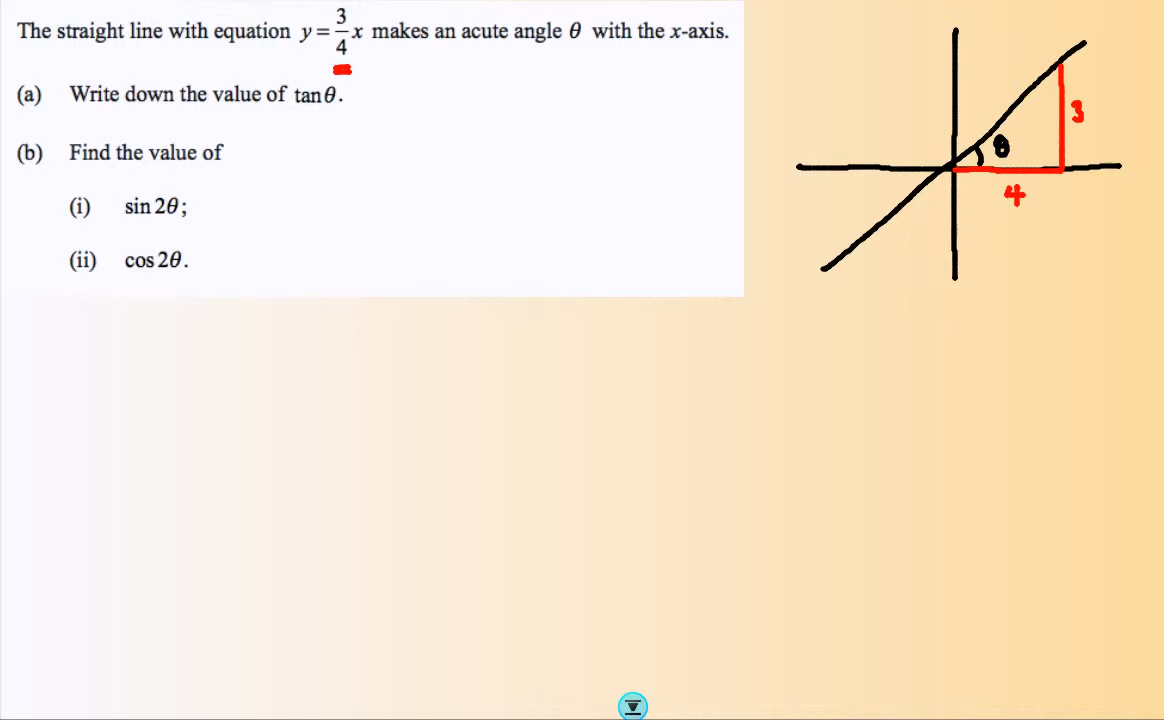 The straight line with equation y = 3/4 x makes an acute angle θ with the x-axis.
(a) Write down the value of tan θ.
(b) Find the value of
(i) sin 2θ;
(ii) cos 2θ.
3
θ
4